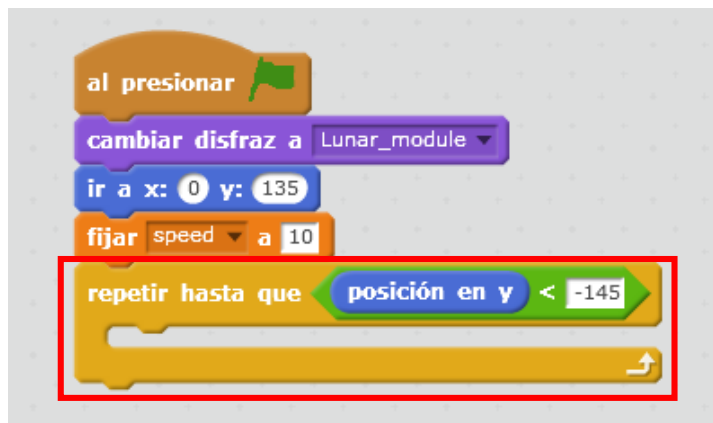 al presionar
cambiar disfraz a Lunar_module
ir a x: 0 y: 135
fijar speed a 10
repetir hasta que posición en y < -145